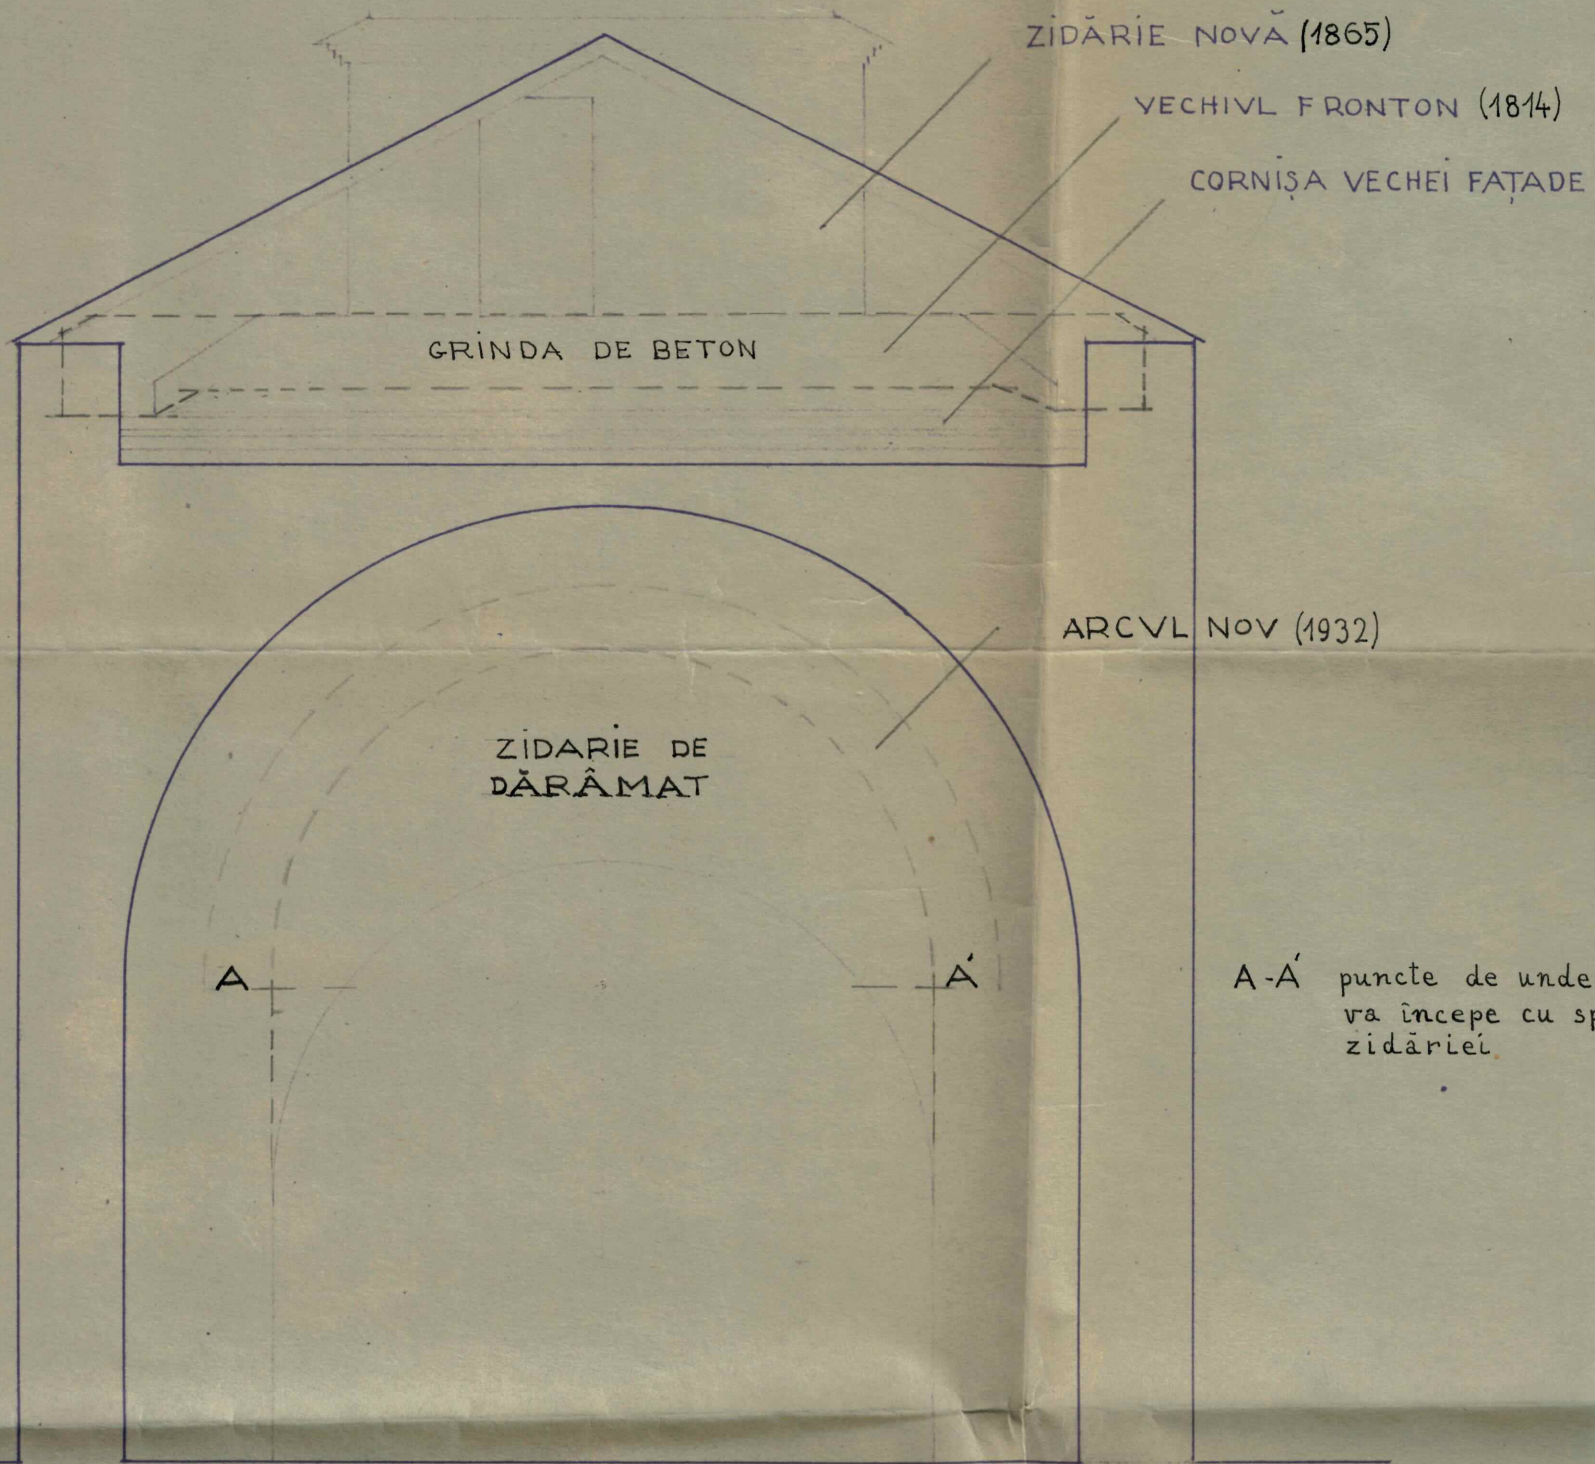 ZIDĂRIE NOVĂ (1865)
VECHIVL FRONTON (1814)
CORNIȘA VECHEI FAȚADE
GRINDA DE BETON
ARCVL NOV (1932)
ZIDARIE DE
DĂRÂMAT
A
Á
A-Á puncte de unde
va începe cu
zidăriei